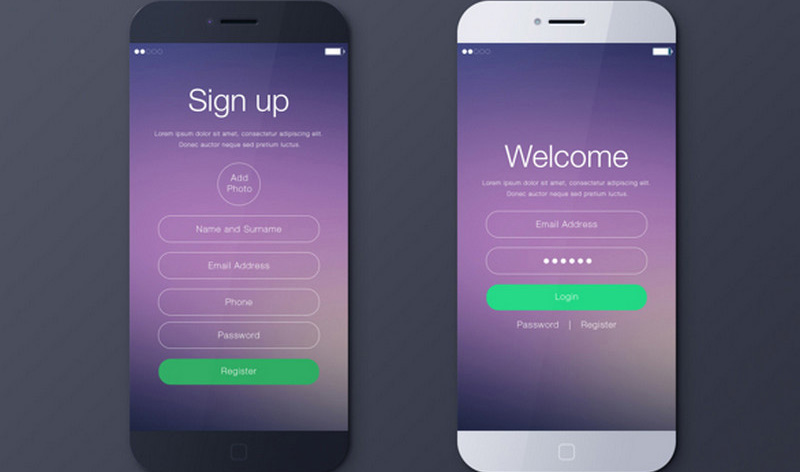 Sign up
Lorem ipsum dolor sit amet, consectetur adipiscing elit.
Donec auctor neque sed pretium luctus.
Add
Photo
Name and Surname
Email Address
Phone
Password
Register
Welcome
Lorem ipsum dolor sit amet, consectetur adipiscing elit.
Donec auctor neque sed pretium luctus.
Email Address
Login
Password | Register